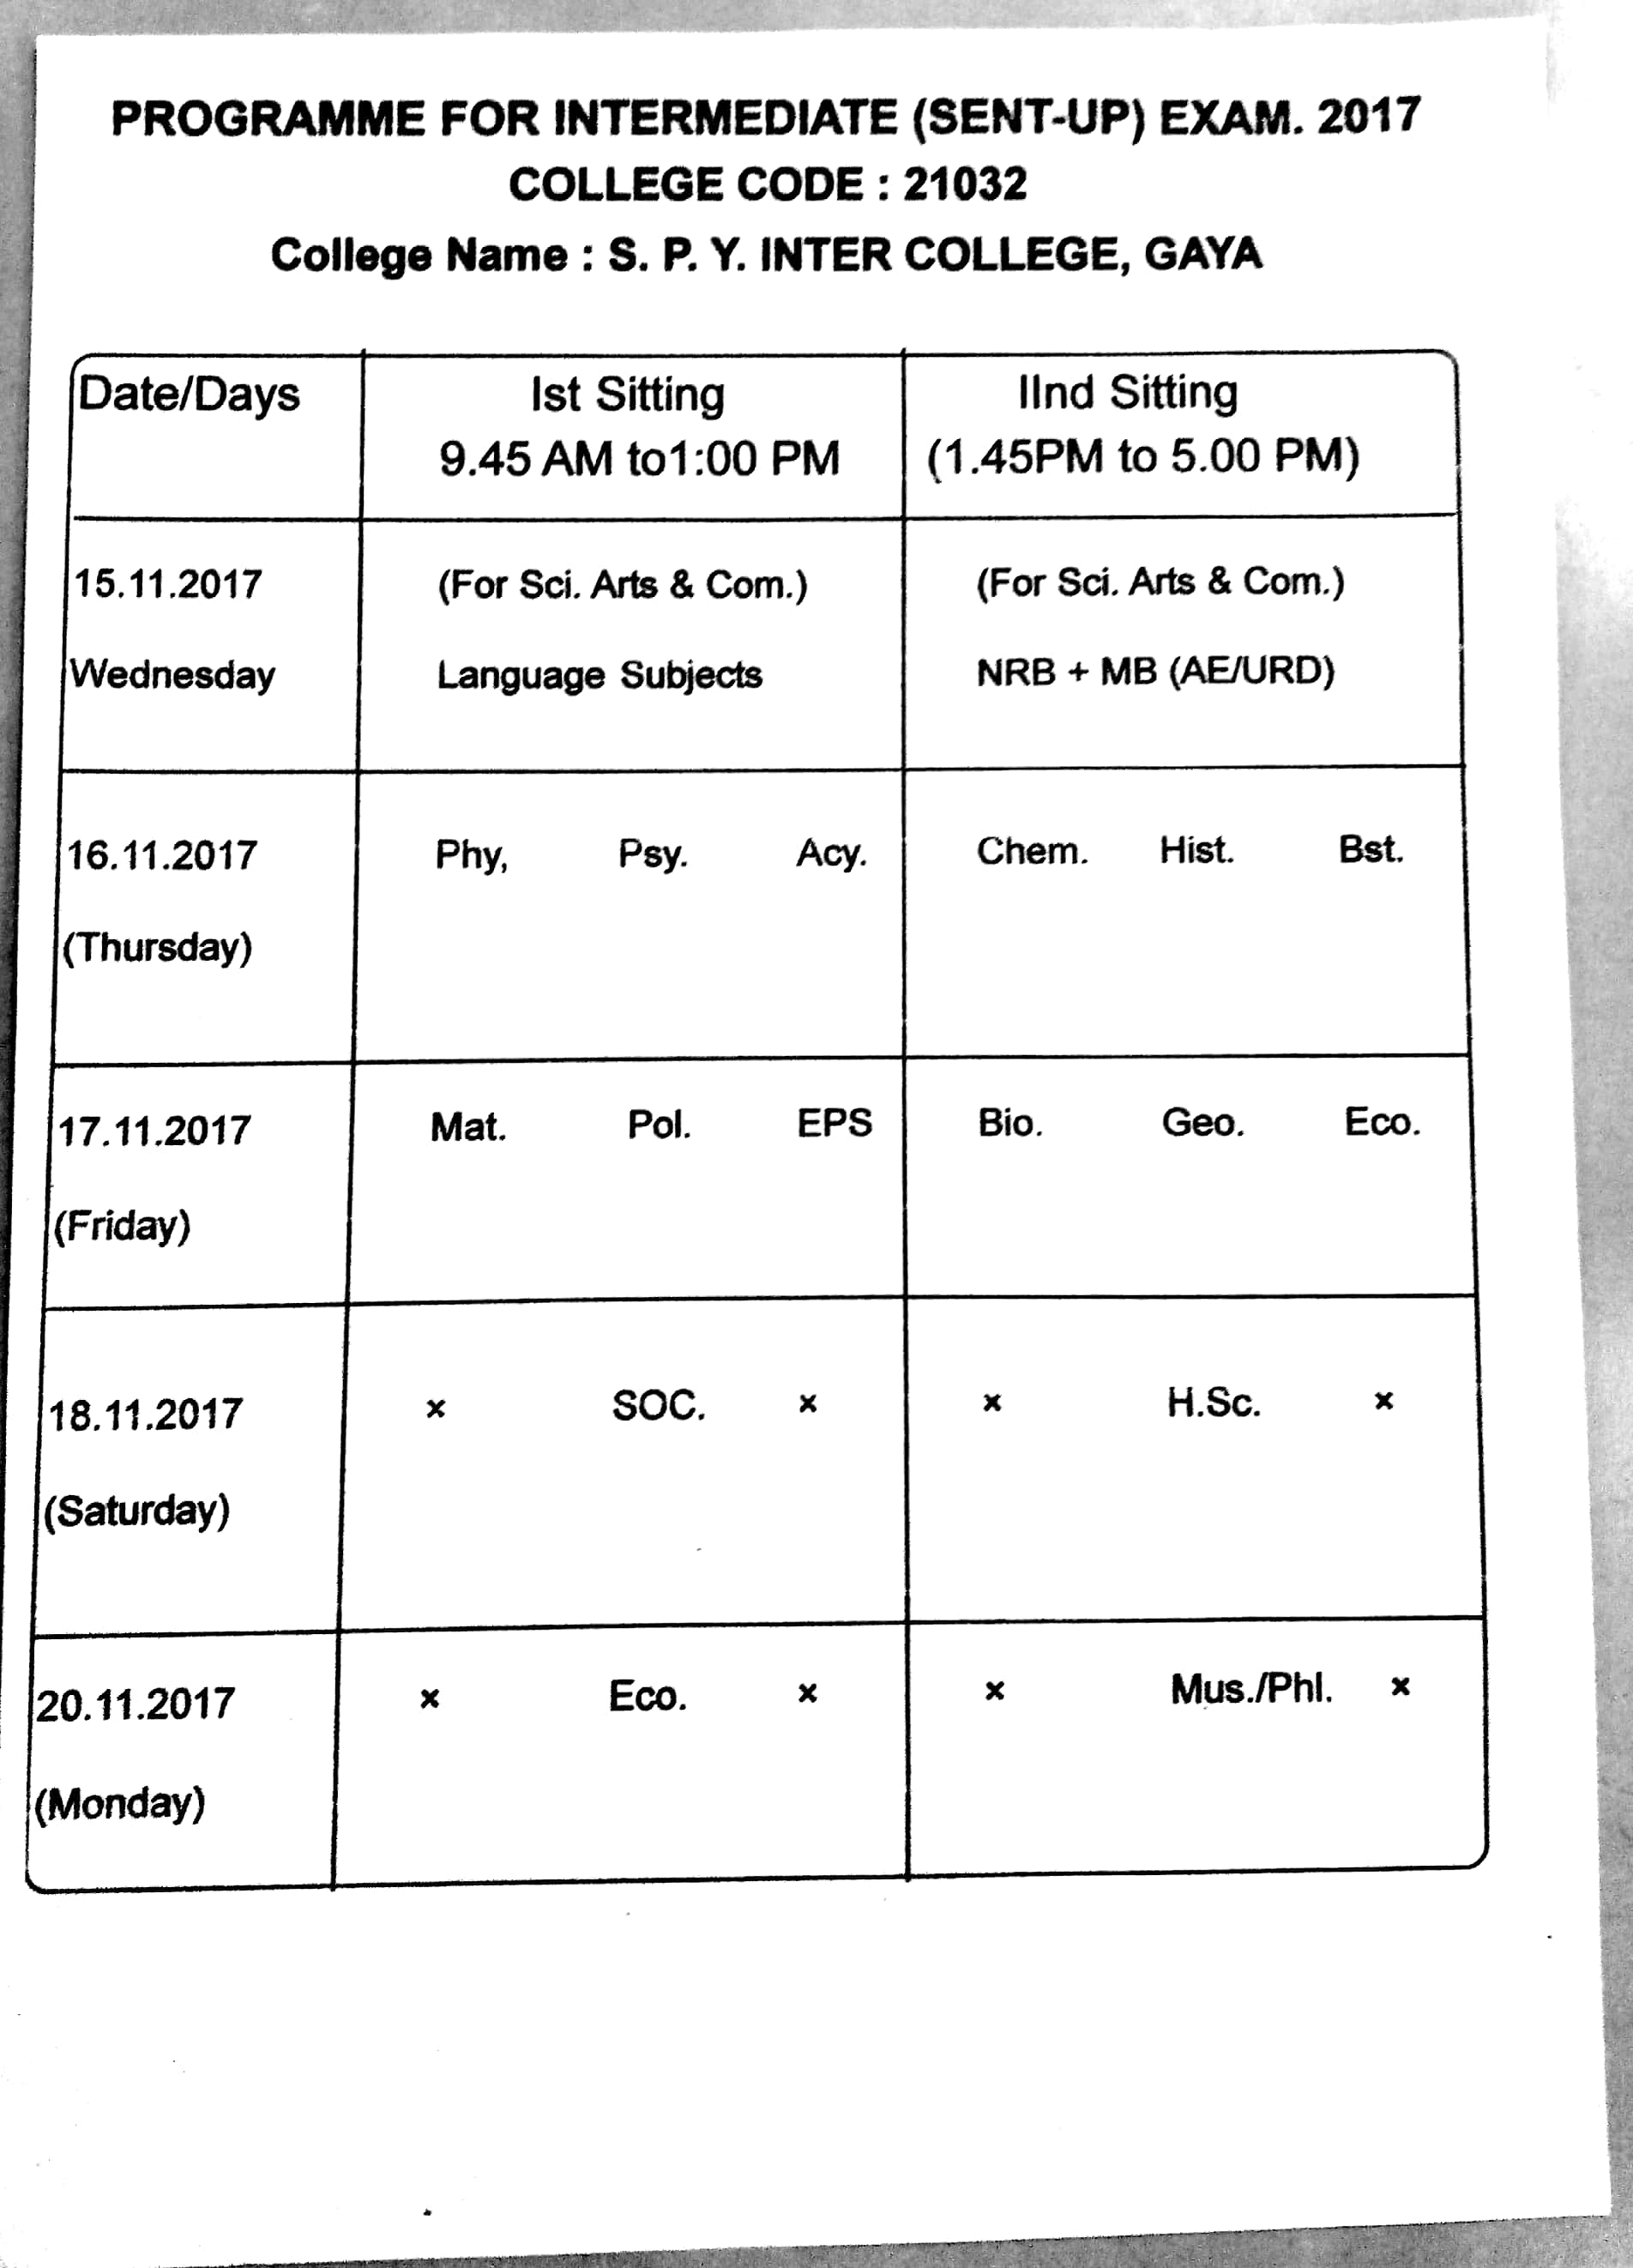 PROGRAMME FOR INTERMEDIATE (SENT-UP) EXAM. 2017
COLLEGE CODE : 21032
College Name : S. P. Y. INTER COLLEGE, GAYA
Date/Days Ist Sitting IInd Sitting
9.45 AM to1:00 PM (1.45PM to 5.00 PM)
15.11.2017 (For Sci. Arts & Com.) (For Sci. Arts & Com.)
Wednesday Language Subjects NRB + MB (AE/URD)
16.11.2017 Phy, Psy. Acy. Chem. Hist. Bst.
(Thursday)
17.11.2017 Mat. Pol. EPS Bio. Geo. Eco.
(Friday)
18.11.2017 × SOC. × × H.Sc. ×
(Saturday)
20.11.2017 × Eco. × × Mus./Phl. ×
(Monday)